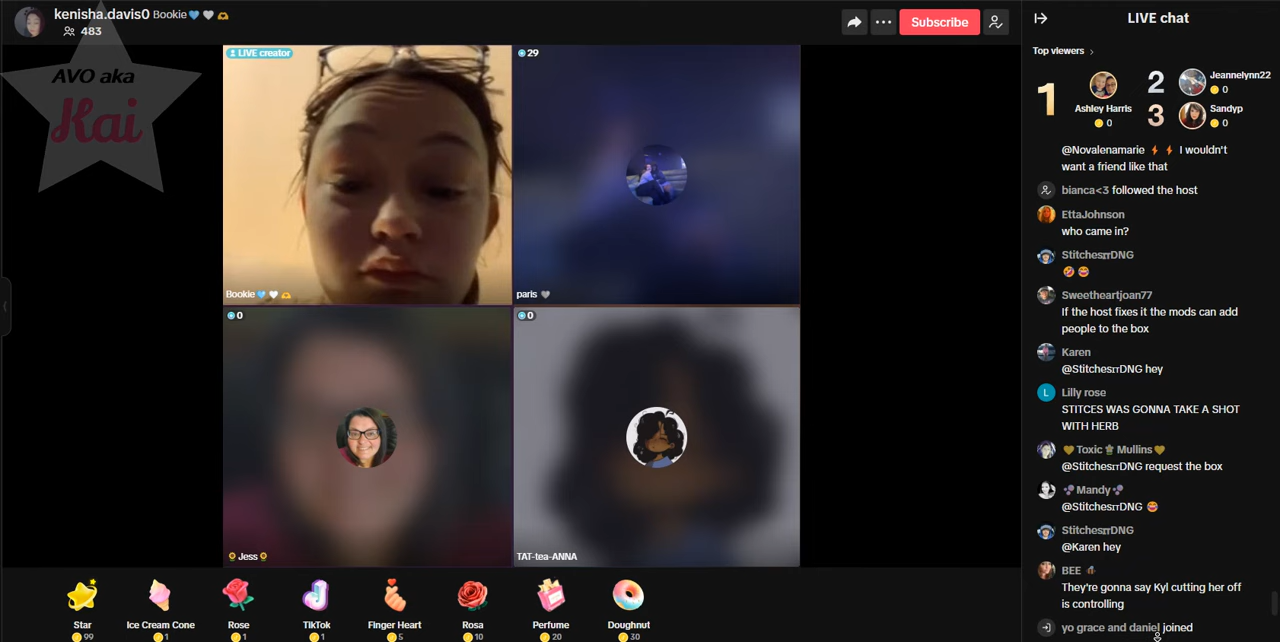 kenisha.davis0 Bookie💙🤍🫶
483
Subscribe
AVO aka
Kai
LIVE creator
Bookie💙🤍🫶
29
paris 🩶
0
🌻Jess🌻
0
TAT-tea-ANNA
Star
99
Ice Cream Cone
1
Rose
1
TikTok
1
Finger Heart
5
Rosa
10
Perfume
20
Doughnut
30
LIVE chat
Top viewers
1
Ashley Harris
0
2
Jeannelynn22
0
3
Sandyp
0
@Novalenamarie ⚡ ⚡ I wouldn't
want a friend like that
bianca<3 followed the host
EttaJohnson
who came in?
StitchesπDNG
🤣 😂
Sweetheartjoan77
If the host fixes it the mods can add
people to the box
Karen
@StitchesπDNG hey
L
Lilly rose
STITCES WAS GONNA TAKE A SHOT
WITH HERB
Toxic Mullins
@StitchesπDNG request the box
Mandy
@StitchesπDNG 😂
StitchesπDNG
@Karen hey
BEE
They're gonna say Kyl cutting her off
is controlling
yo grace and daniel joined